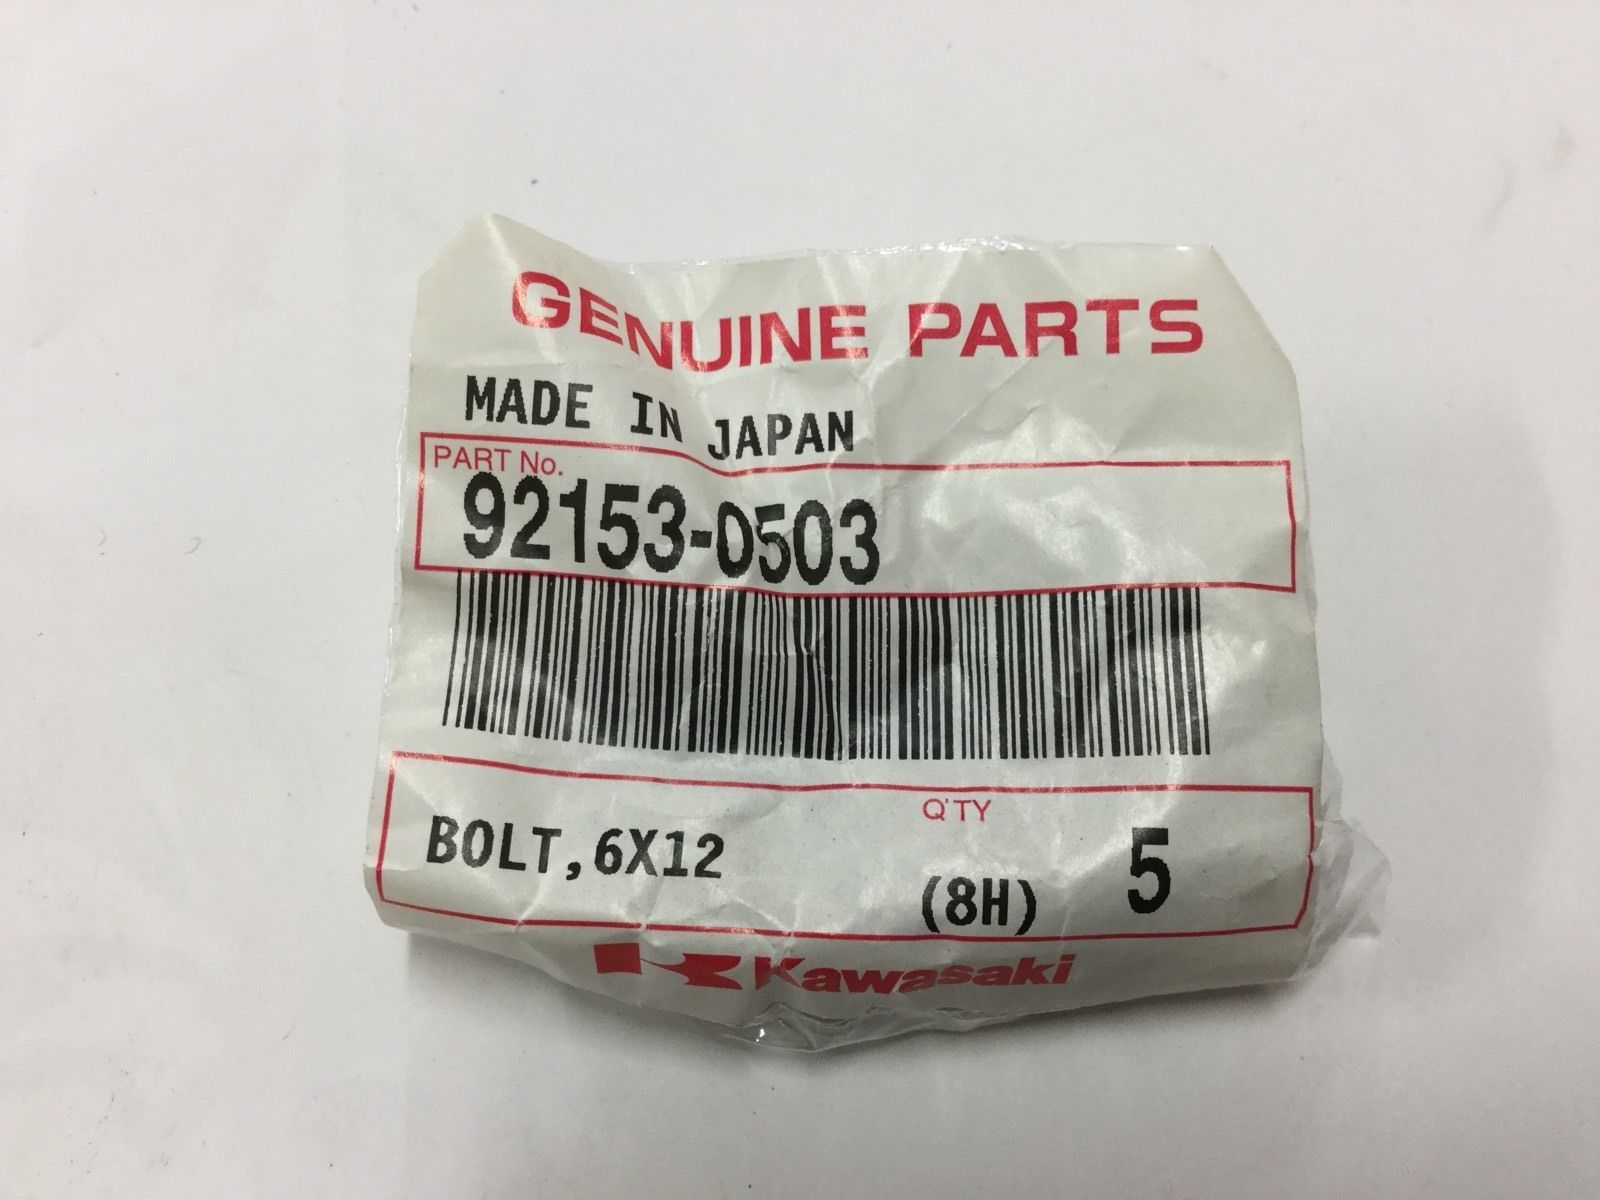 GENUINE PARTS
MADE IN JAPAN
PART No.
92153-0503
Q'TY
BOLT,6X12
(8H) 5
Kawasaki